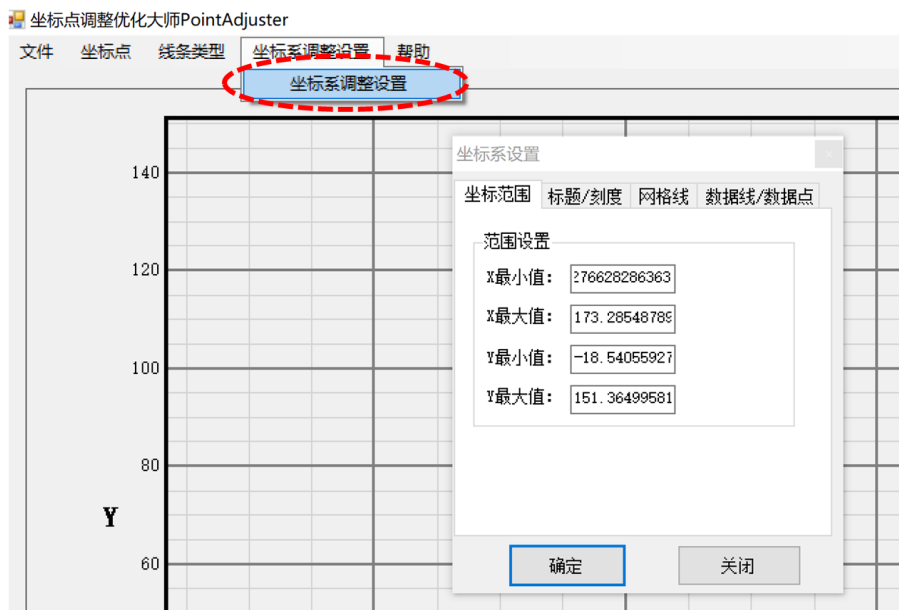 坐标点调整优化大师PointAdjuster
文件 坐标点 线条类型 坐标系调整设置 帮助
坐标系调整设置
坐标系设置
坐标范围 标题/刻度 网格线 数据线/数据点
范围设置
X最小值: 276628286363
X最大值: 173.28548789
Y最小值: -18.54055927
Y最大值: 151.36499581
确定 关闭
140
120
100
80
60
Y